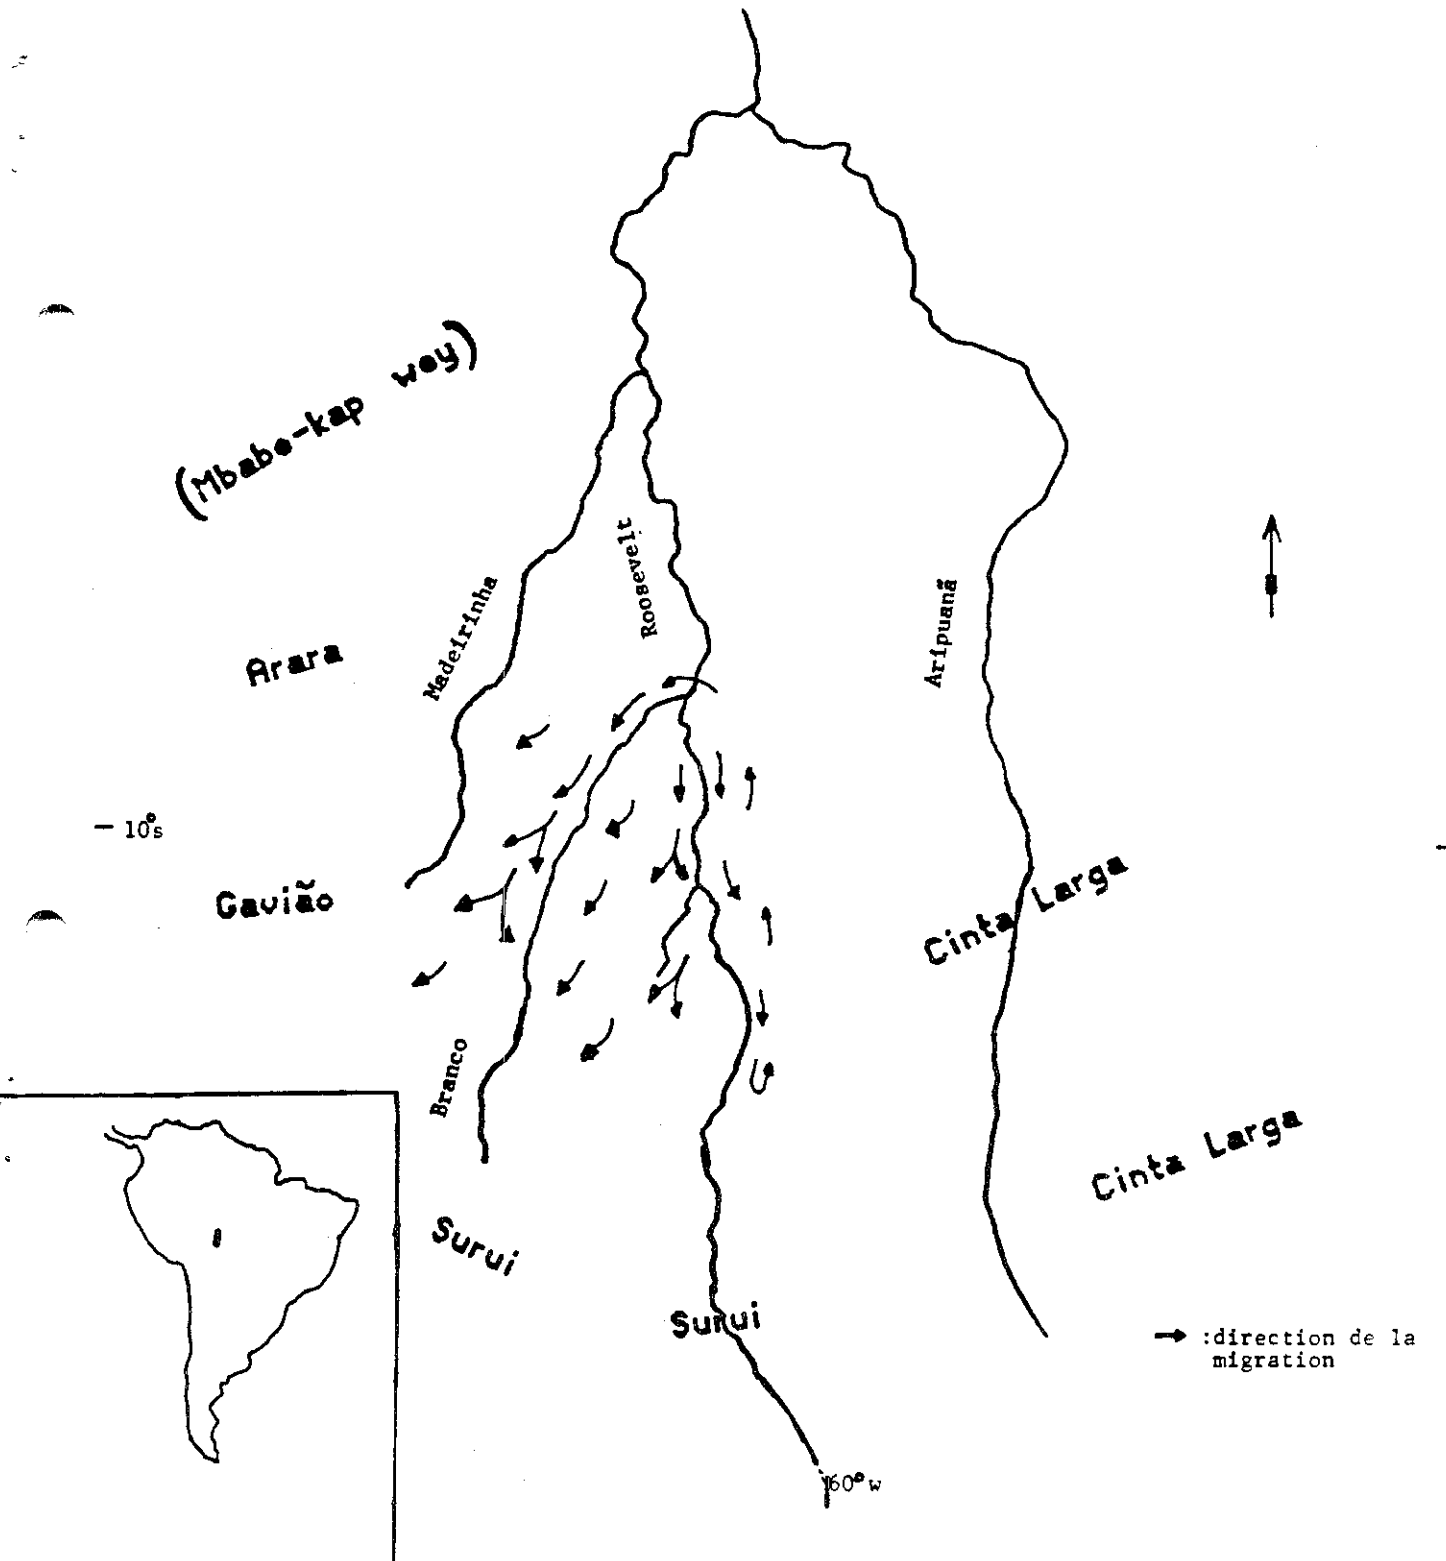 (Mbabe-kap wey)
Roosevelt
Madeirinha
Aripuanã
Arara
— 10°s
Gavião
Cinta Larga
Branco
Cinta Larga
Surui
Surui
:direction de la
migration
60° w